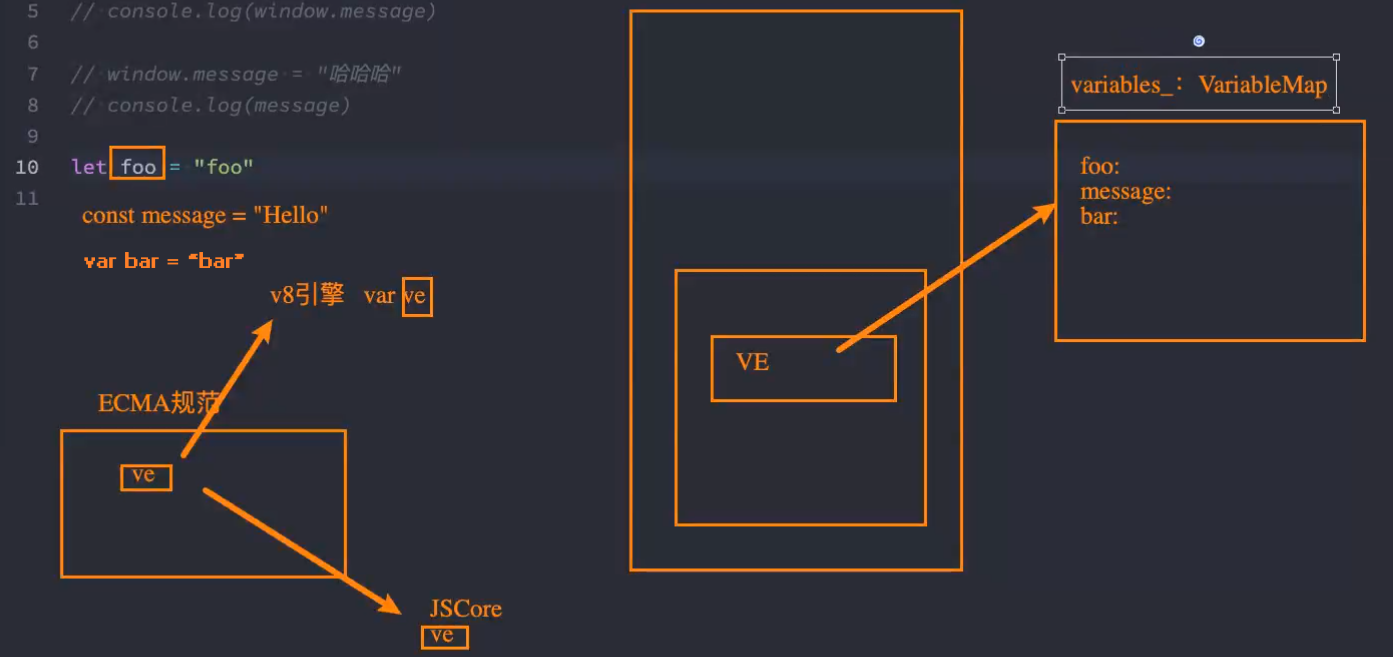 5 // console.log(window.message)
6
7 // window.message = "哈哈哈"
8 // console.log(message)
9
10 let foo = "foo"
11
const message = "Hello"
var bar = “bar”
v8引擎 var ve
ECMA规范
ve
JSCore
ve
VE
variables_： VariableMap
foo:
message:
bar: